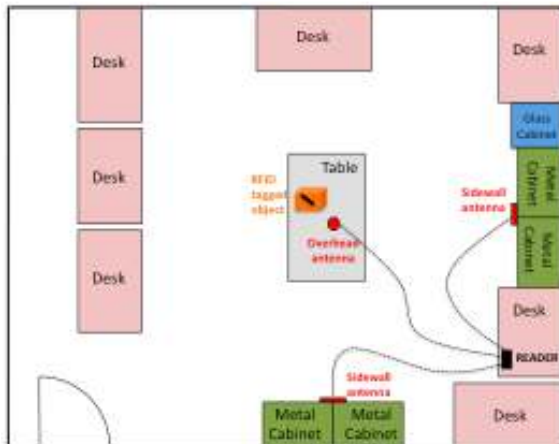 Desk
Desk
Desk
Glass
Cabinet
Metal
Cabinet
Metal
Cabinet
Table
RFID
tagged
object
Sidewall
antenna
Overhead
antenna
Desk
Desk
Desk
READER
Sidewall
antenna
Metal
Cabinet
Metal
Cabinet
Desk